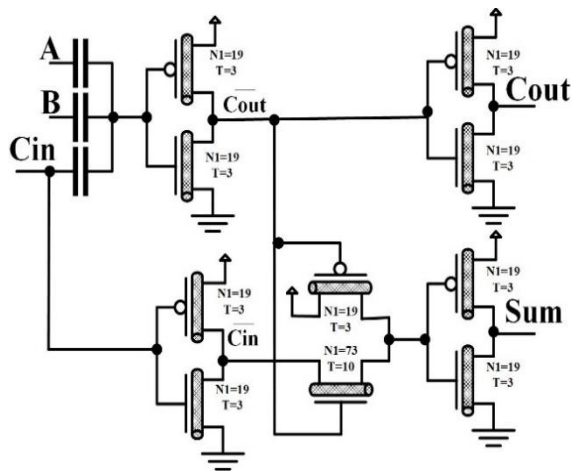 A
B
Cin
N1=19
T=3
N1=19
T=3
Cout
N1=19
T=3
N1=19
T=3
Cout
N1=19
T=3
N1=19
T=3
Cin
N1=19
T=3
N1=73
T=10
N1=19
T=3
N1=19
T=3
Sum